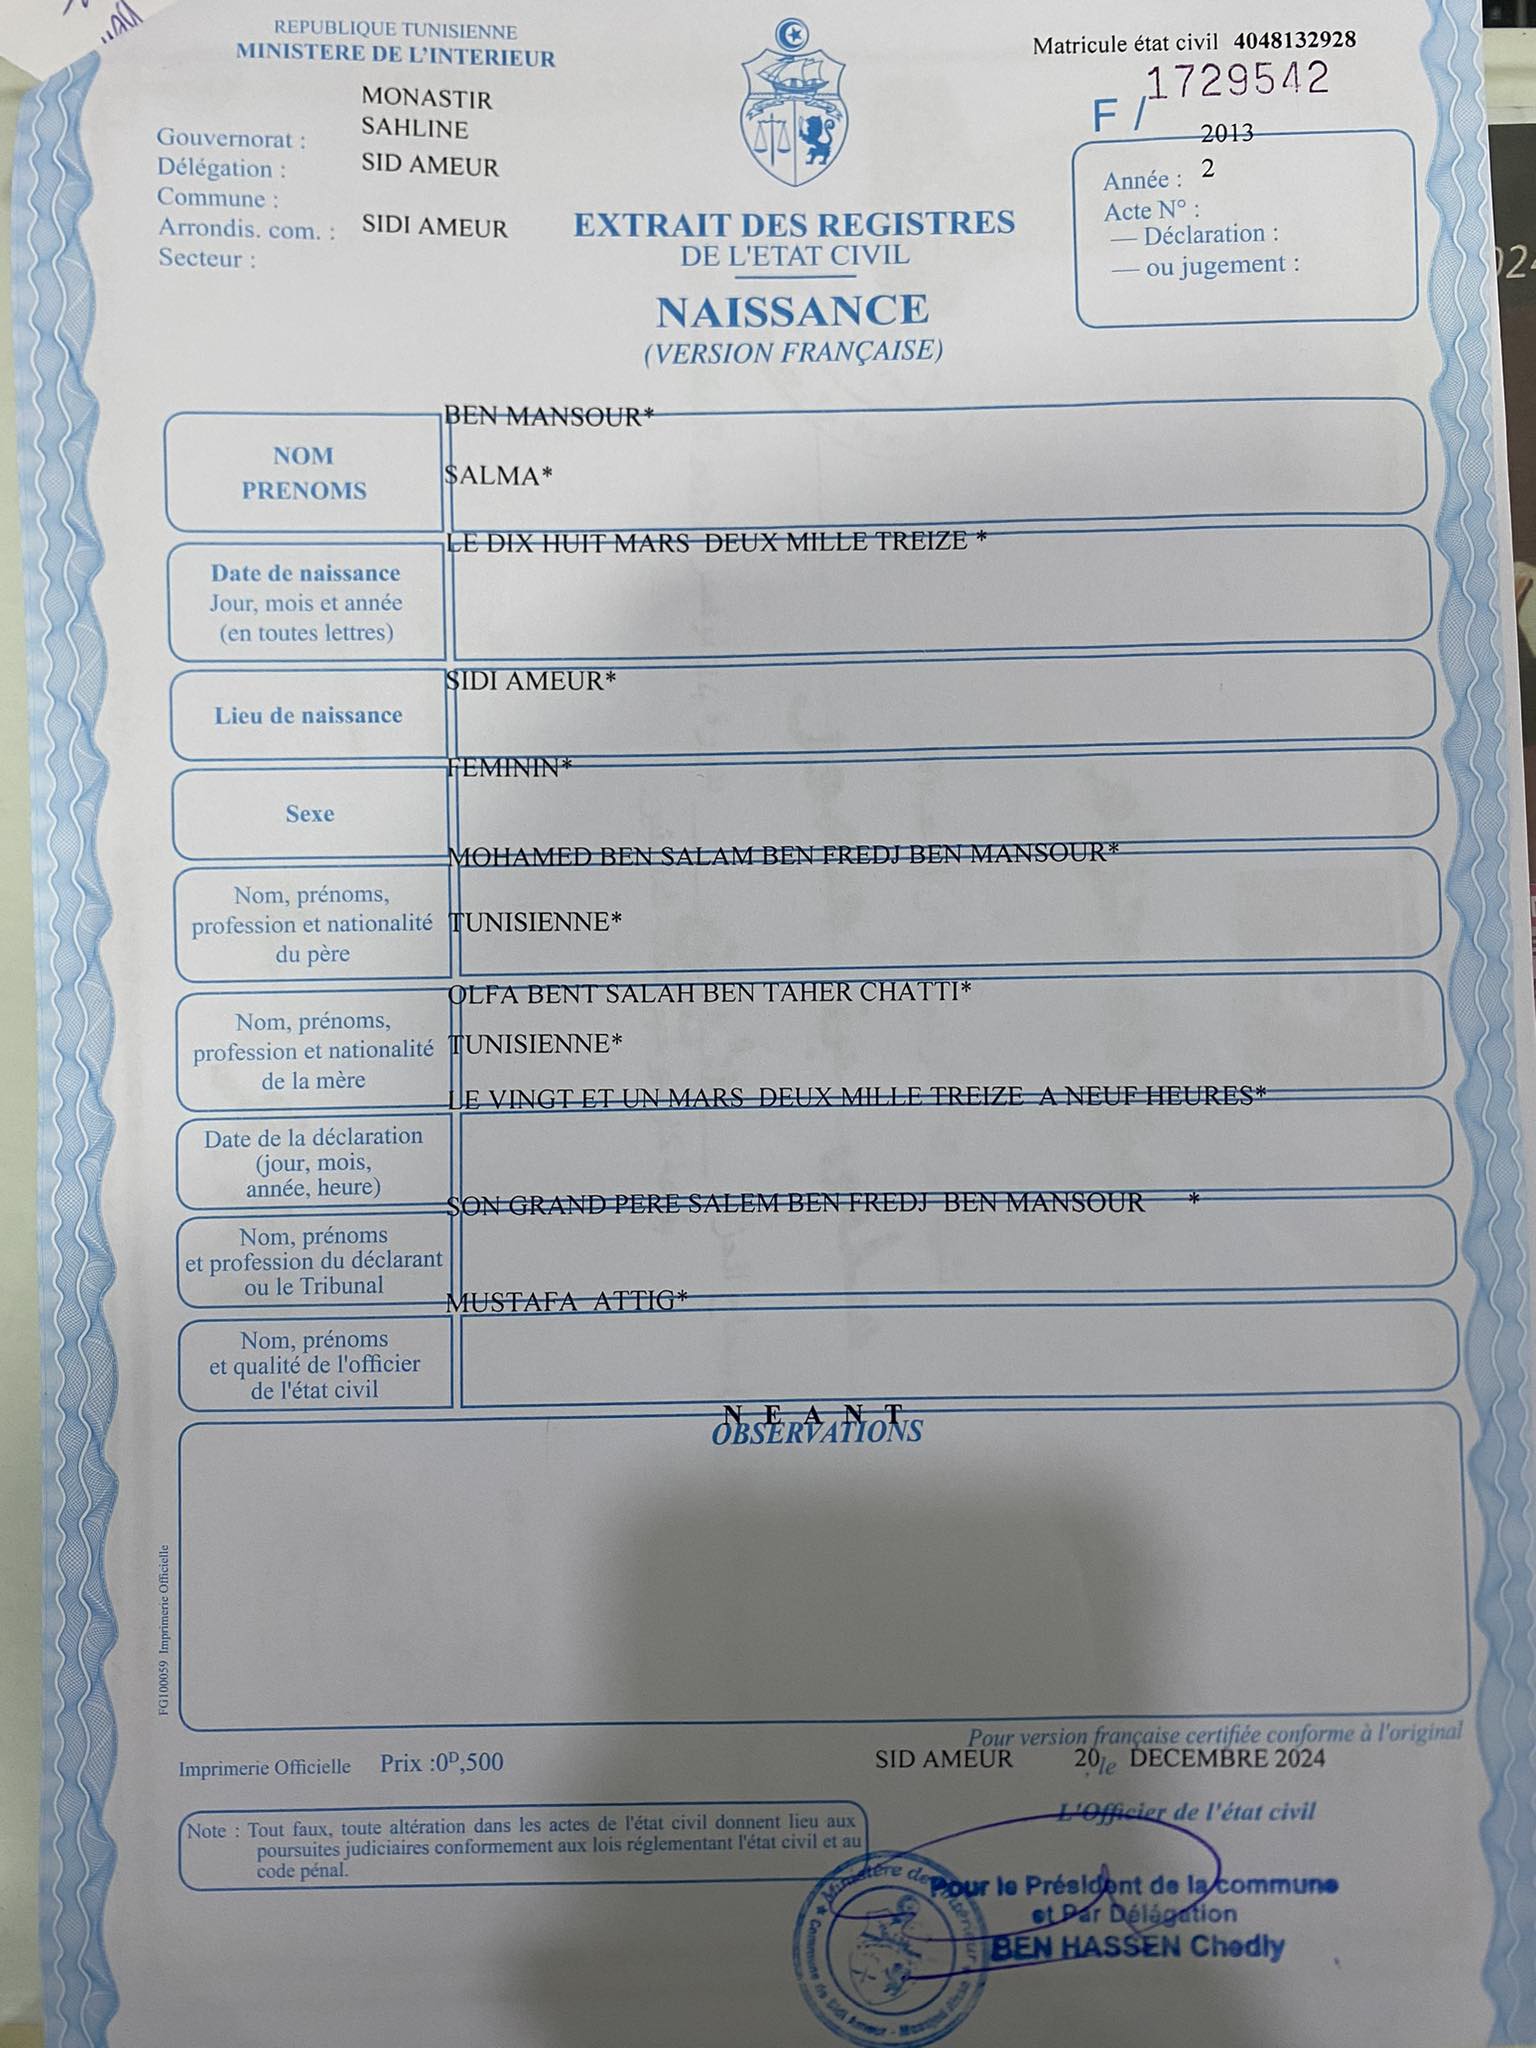 REPUBLIQUE TUNISIENNE
MINISTERE DE L'INTERIEUR
MONASTIR
SAHLINE
Gouvernorat :
Délégation : SID AMEUR
Commune :
Arrondis. com. : SIDI AMEUR
Secteur :
Matricule état civil 4048132928
F / 1729542
2013
Année : 2
Acte N° :
— Déclaration :
— ou jugement :
EXTRAIT DES REGISTRES
DE L'ETAT CIVIL
NAISSANCE
(VERSION FRANÇAISE)
BEN MANSOUR*
NOM
SALMA*
PRENOMS
LE DIX HUIT MARS DEUX MILLE TREIZE *
Date de naissance
Jour, mois et année
(en toutes lettres)
SIDI AMEUR*
Lieu de naissance
FEMININ*
Sexe
MOHAMED BEN SALAM BEN FREDJ BEN MANSOUR*
Nom, prénoms,
profession et nationalité TUNISIENNE*
du père
OLFA BENT SALAH BEN TAHER CHATTI*
Nom, prénoms,
profession et nationalité TUNISIENNE*
de la mère
LE VINGT ET UN MARS DEUX MILLE TREIZE A NEUF HEURES*
Date de la déclaration
(jour, mois,
année, heure)
SON GRAND PERE SALEM BEN FREDJ BEN MANSOUR *
Nom, prénoms
et profession du déclarant
ou le Tribunal
MUSTAFA ATTIG*
Nom, prénoms
et qualité de l'officier
de l'état civil
N E A N T
OBSERVATIONS
FG100059 Imprimerie Officielle
Pour version française certifiée conforme à l'original
Imprimerie Officielle Prix :0D,500
SID AMEUR 20 le DECEMBRE 2024
L'Officier de l'état civil
Note : Tout faux, toute altération dans les actes de l'état civil donnent lieu aux
poursuites judiciaires conformement aux lois réglementant l'état civil et au
code pénal.
Pour le Président de la commune
et Par Délégation
BEN HASSEN Chedly
Ministère de l'Intérieur
Commune de Sidi Ameur